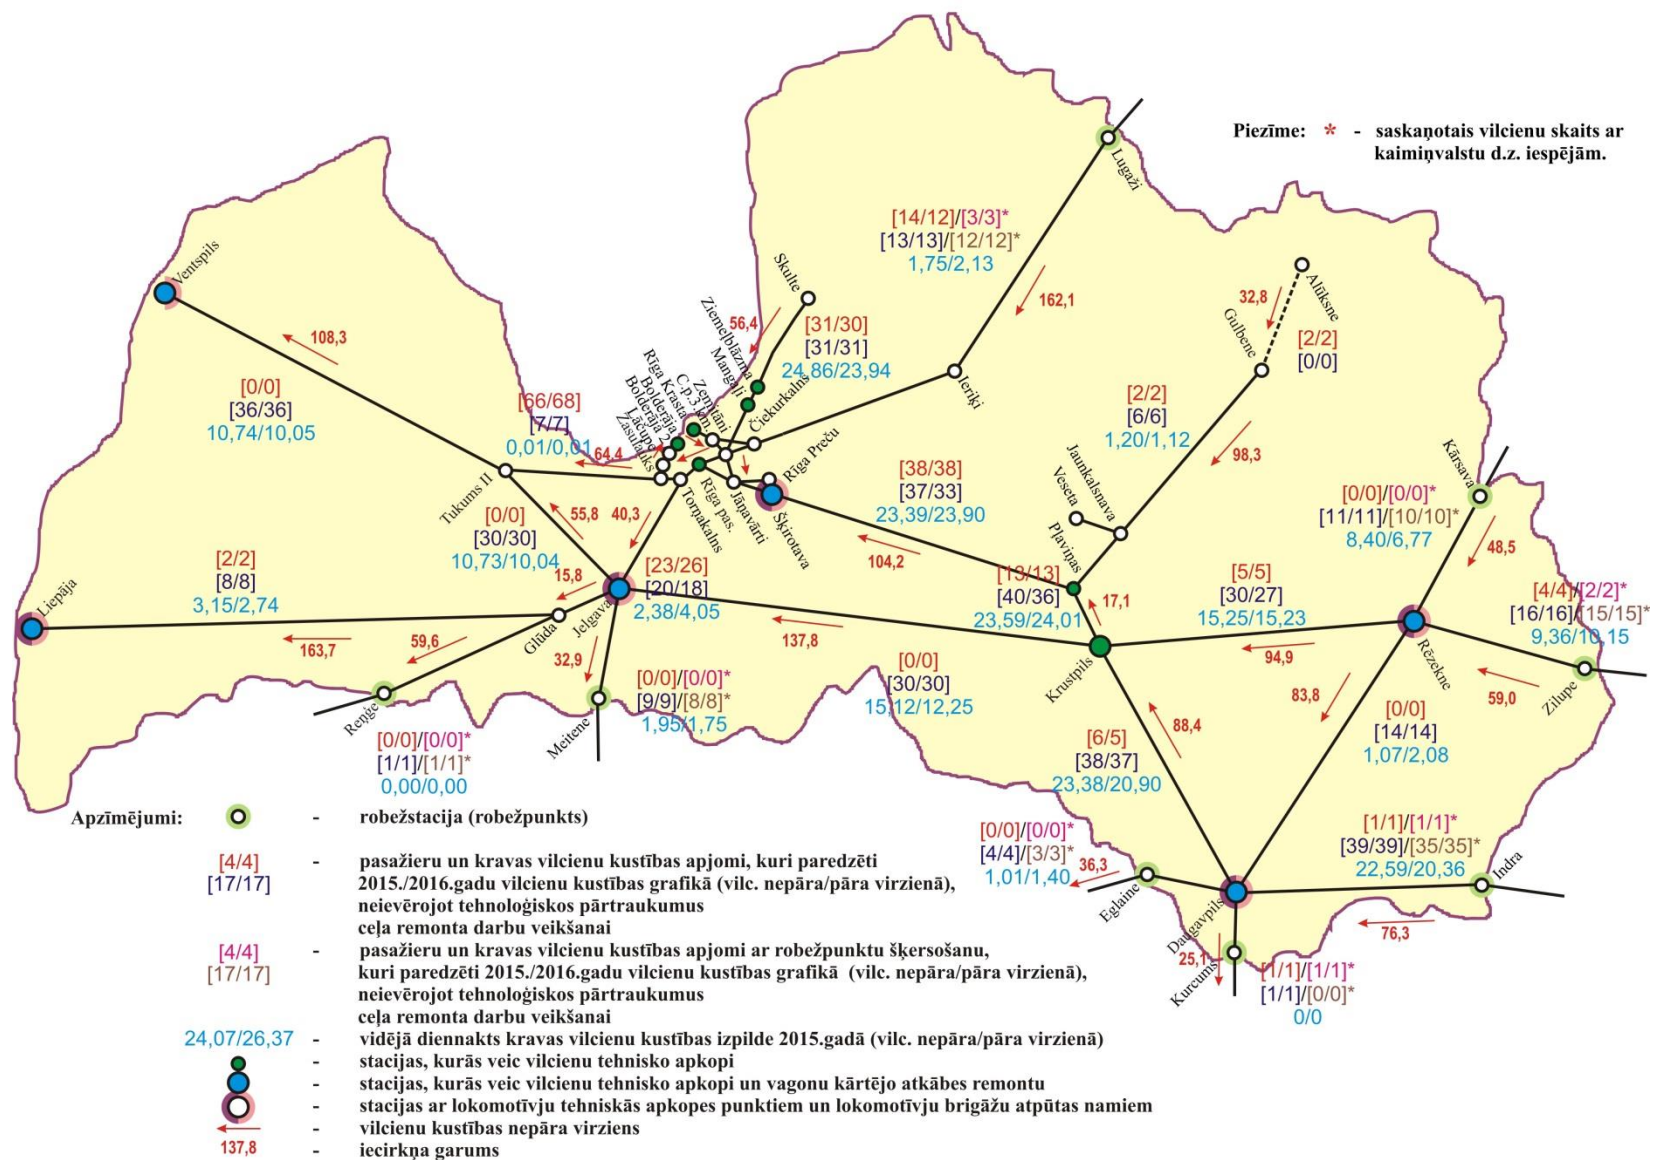 Piezīme: * - saskaņotais vilcienu skaits ar
kaimiņvalstu d.z. iespējām.
Lugaži
[14/12]/[3/3]*
[13/13]/[12/12]*
1,75/2,13
162,1
Ventspils
108,3
[0/0]
[36/36]
10,74/10,05
Skulte
56,4
[31/30]
[31/31]
24,86/23,94
Ziemeļblāzma
Mangaļi
Čiekurkalns
Zemitāni
C.p.3 km.
Rīga Krasta
Bolderāja
Bolderāja 2
Lāčupe
Zasulauks
Ieriķi
Alūksne
32,8
Gulbene
[2/2]
[0/0]
[2/2]
[6/6]
1,20/1,12
98,3
[66/68]
[7/7]
0,01/0,01
64,4
Tukums II
Rīga Preču
Rīga pas.
Jāņavārti
Šķirotava
Torņakalns
[38/38]
[37/33]
23,39/23,90
104,2
Jaunkalsnava
Veseta
Pļaviņas
Kārsava
[0/0]/[0/0]*
[11/11]/[10/10]*
8,40/6,77
48,5
[0/0]
[30/30]
10,73/10,04
55,8
40,3
15,8
[23/26]
[20/18]
2,38/4,05
Jelgava
Liepāja
[2/2]
[8/8]
3,15/2,74
163,7
59,6
Glūda
32,9
[13/13]
[40/36]
23,59/24,01
17,1
[5/5]
[30/27]
15,25/15,23
94,9
[4/4]/[2/2]*
[16/16]/[15/15]*
9,36/10,15
59,0
Rēzekne
Zilupe
137,8
[0/0]
[30/30]
15,12/12,25
Krustpils
88,4
83,8
Reņģe
[0/0]/[0/0]*
[1/1]/[1/1]*
0,00/0,00
Meitene
[0/0]/[0/0]*
[9/9]/[8/8]*
1,95/1,75
[6/5]
[38/37]
23,38/20,90
[0/0]
[14/14]
1,07/2,08
[0/0]/[0/0]*
[4/4]/[3/3]*
1,01/1,40
36,3
Eglaine
[1/1]/[1/1]*
[39/39]/[35/35]*
22,59/20,36
Indra
76,3
Daugavpils
25,1
Kurcums
[1/1]/[1/1]*
[1/1]/[0/0]*
0/0
Apzīmējumi: - robežstacija (robežpunkts)
[4/4] - pasažieru un kravas vilcienu kustības apjomi, kuri paredzēti
[17/17] 2015./2016.gadu vilcienu kustības grafikā (vilc. nepāra/pāra virzienā),
neievērojot tehnoloģiskos pārtraukumus
ceļa remonta darbu veikšanai
[4/4] - pasažieru un kravas vilcienu kustības apjomi ar robežpunktu šķersošanu,
[17/17] kuri paredzēti 2015./2016.gadu vilcienu kustības grafikā (vilc. nepāra/pāra virzienā),
neievērojot tehnoloģiskos pārtraukumus
ceļa remonta darbu veikšanai
24,07/26,37 - vidējā diennakts kravas vilcienu kustības izpilde 2015.gadā (vilc. nepāra/pāra virzienā)
- stacijas, kurās veic vilcienu tehnisko apkopi
- stacijas, kurās veic vilcienu tehnisko apkopi un vagonu kārtējo atkābes remontu
- stacijas ar lokomotīvju tehniskās apkopes punktiem un lokomotīvju brigāžu atpūtas namiem
- vilcienu kustības nepāra virziens
137,8 - iecirkņa garums